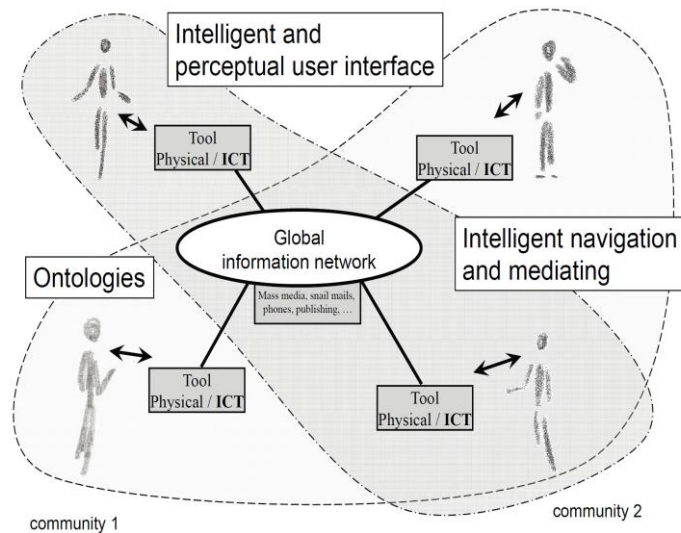 Intelligent and
perceptual user interface
Tool
Physical / ICT
Tool
Physical / ICT
Global
information network
Mass media, snail mails,
phones, publishing, …
Intelligent navigation
and mediating
Ontologies
Tool
Physical / ICT
Tool
Physical / ICT
community 1
community 2